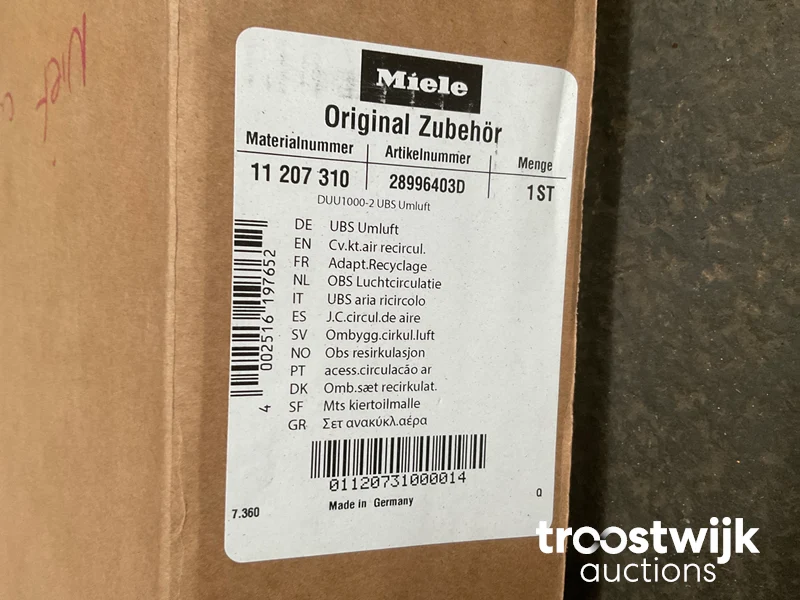 Miele
Original Zubehör
Materialnummer Artikelnummer Menge
11 207 310 28996403D 1 ST
DUU1000-2 UBS Umluft
DE UBS Umluft
EN Cv.kt.air recircul.
FR Adapt.Recyclage
NL OBS Luchtcirculatie
IT UBS aria ricircolo
ES J.C.circul.de aire
SV Ombygg.cirkul.luft
NO Obs resirkulasjon
PT acess.circulacáo ar
DK Omb.sæt recirkulat.
SF Mts kiertoilmalle
GR Σετ ανακύκλ.αέρα
4 002516 197652
01120731000014
Made in Germany
7.360
Q
troostwijk
auctions